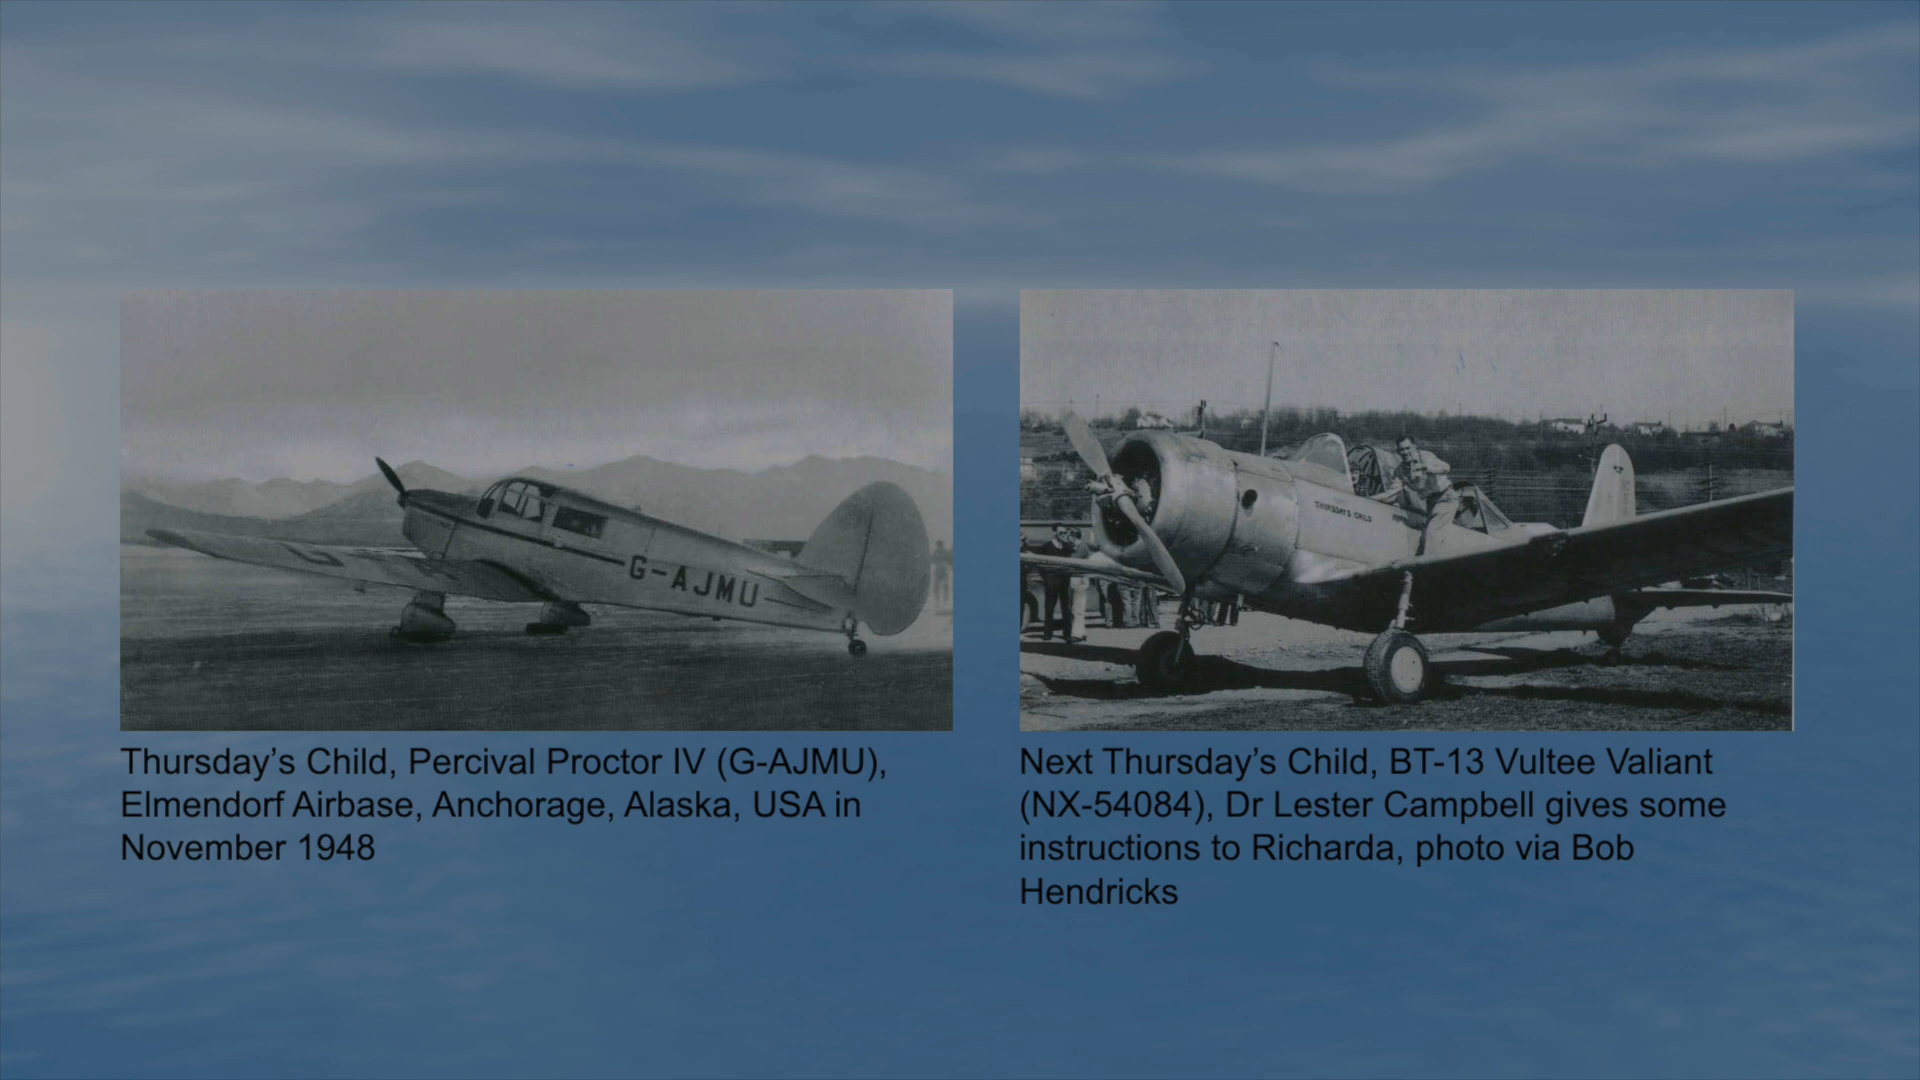 G-AJMU
THURSDAY'S CHILD
Thursday's Child, Percival Proctor IV (G-AJMU),
Elmendorf Airbase, Anchorage, Alaska, USA in
November 1948
Next Thursday's Child, BT-13 Vultee Valiant
(NX-54084), Dr Lester Campbell gives some
instructions to Richarda, photo via Bob
Hendricks